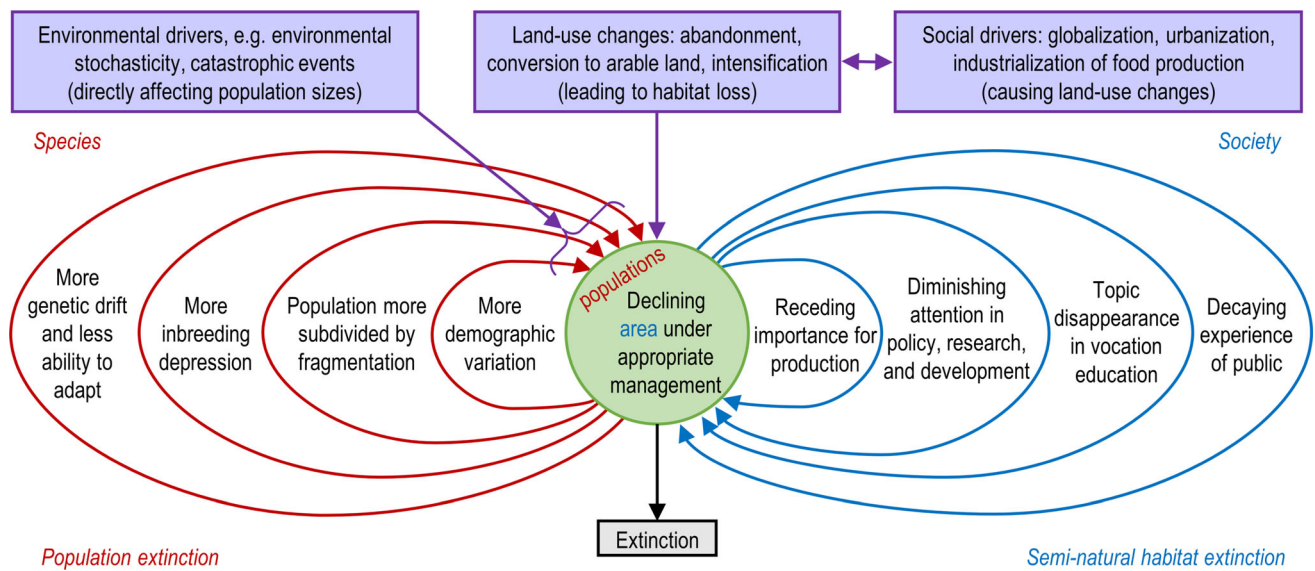 Environmental drivers, e.g. environmental
stochasticity, catastrophic events
(directly affecting population sizes)
Land-use changes: abandonment,
conversion to arable land, intensification
(leading to habitat loss)
Social drivers: globalization, urbanization,
industrialization of food production
(causing land-use changes)
Species
Society
More
genetic drift
and less
ability to
adapt
More
inbreeding
depression
Population more
subdivided by
fragmentation
More
demographic
variation
populations
Declining
area under
appropriate
management
Receding
importance for
production
Diminishing
attention in
policy, research,
and development
Topic
disappearance
in vocation
education
Decaying
experience
of public
Extinction
Population extinction
Semi-natural habitat extinction